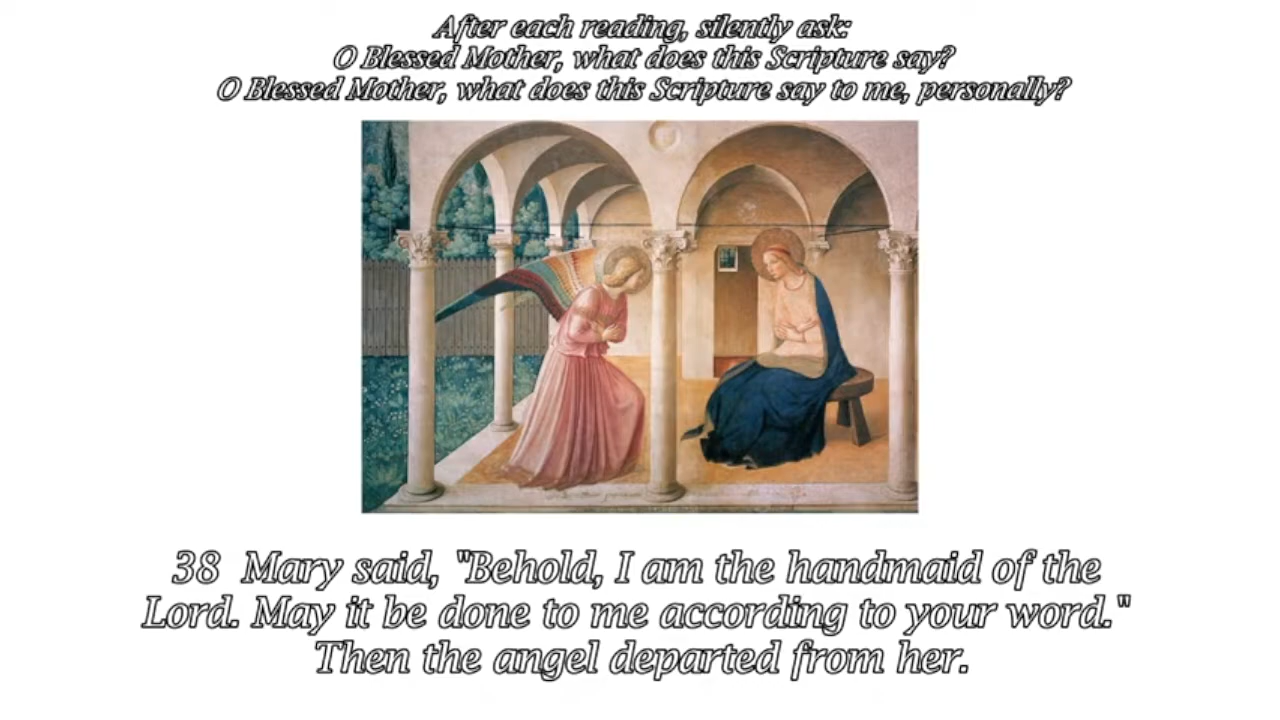 After each reading, silently ask:
O Blessed Mother, what does this Scripture say?
O Blessed Mother, what does this Scripture say to me, personally?
38 Mary said, "Behold, I am the handmaid of the
Lord. May it be done to me according to your word."
Then the angel departed from her.